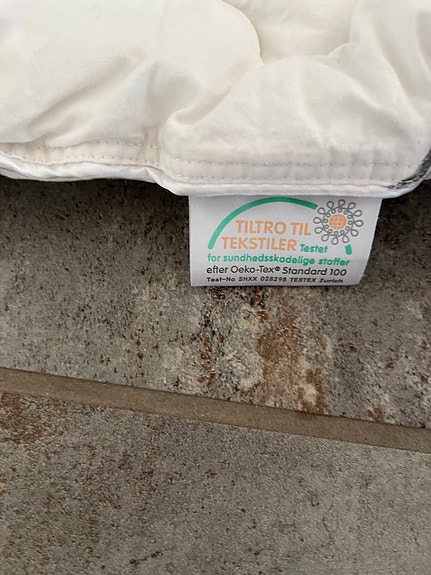 TILTRO TIL
TEKSTILER Testet
for sundhedsskadelige stoffer
efter Oeko-Tex® Standard 100
Test-No SHXX 028298 TESTEX Zurich